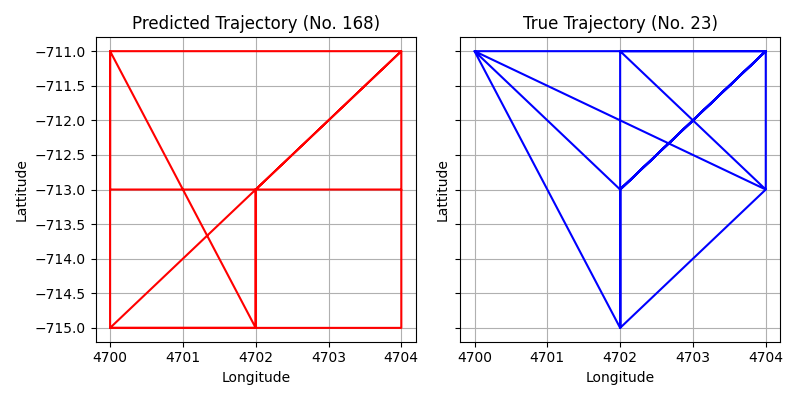 Predicted Trajectory (No. 168)
True Trajectory (No. 23)
−711.0
−711.5
−712.0
−712.5
−713.0
−713.5
−714.0
−714.5
−715.0
Lattitude
Lattitude
4700 4701 4702 4703 4704
4700 4701 4702 4703 4704
Longitude
Longitude